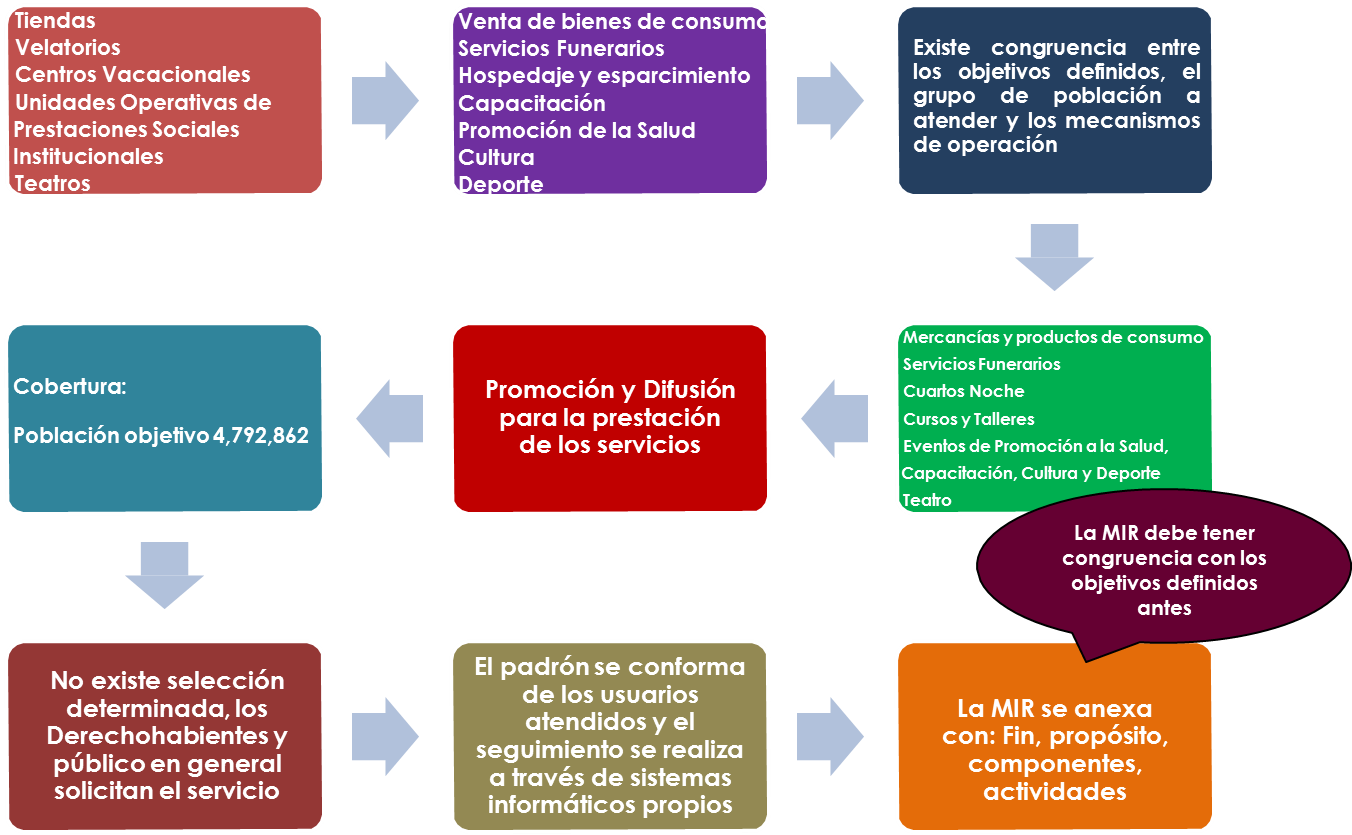 Tiendas
Velatorios
Centros Vacacionales
Unidades Operativas de
Prestaciones Sociales
Institucionales
Teatros
Venta de bienes de consumo
Servicios Funerarios
Hospedaje y esparcimiento
Capacitación
Promoción de la Salud
Cultura
Deporte
Existe congruencia entre
los objetivos definidos, el
grupo de población a
atender y los mecanismos
de operación
Mercancías y productos de consumo
Servicios Funerarios
Cuartos Noche
Cursos y Talleres
Eventos de Promoción a la Salud,
Capacitación, Cultura y Deporte
Teatro
Promoción y Difusión
para la prestación
de los servicios
Cobertura:
Población objetivo 4,792,862
No existe selección
determinada, los
Derechohabientes y
público en general
solicitan el servicio
El padrón se conforma
de los usuarios
atendidos y el
seguimiento se realiza
a través de sistemas
informáticos propios
La MIR se anexa
con: Fin, propósito,
componentes,
actividades
La MIR debe tener
congruencia con los
objetivos definidos
antes